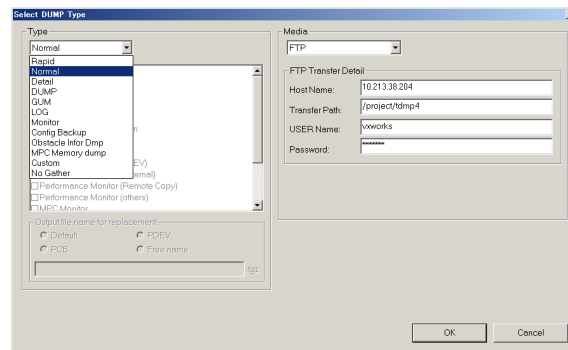 Select DUMP Type
Type
Normal
Rapid
Normal
Detail
DUMP
GUM
LOG
Monitor
Config Backup
Obstacle Infor Dmp
MPC Memory dump
Custom
No Gather
Performance Monitor (Remote Copy)
Performance Monitor (others)
MPC Monitor
Output file name for replacement
Default
PDEV
PCB
Free name
.tgz
Media
FTP
FTP Transfer Detail
Host Name:
10.213.38.204
Transfer Path:
/project/tdmp4
USER Name:
vxworks
Password:
*******
OK
Cancel